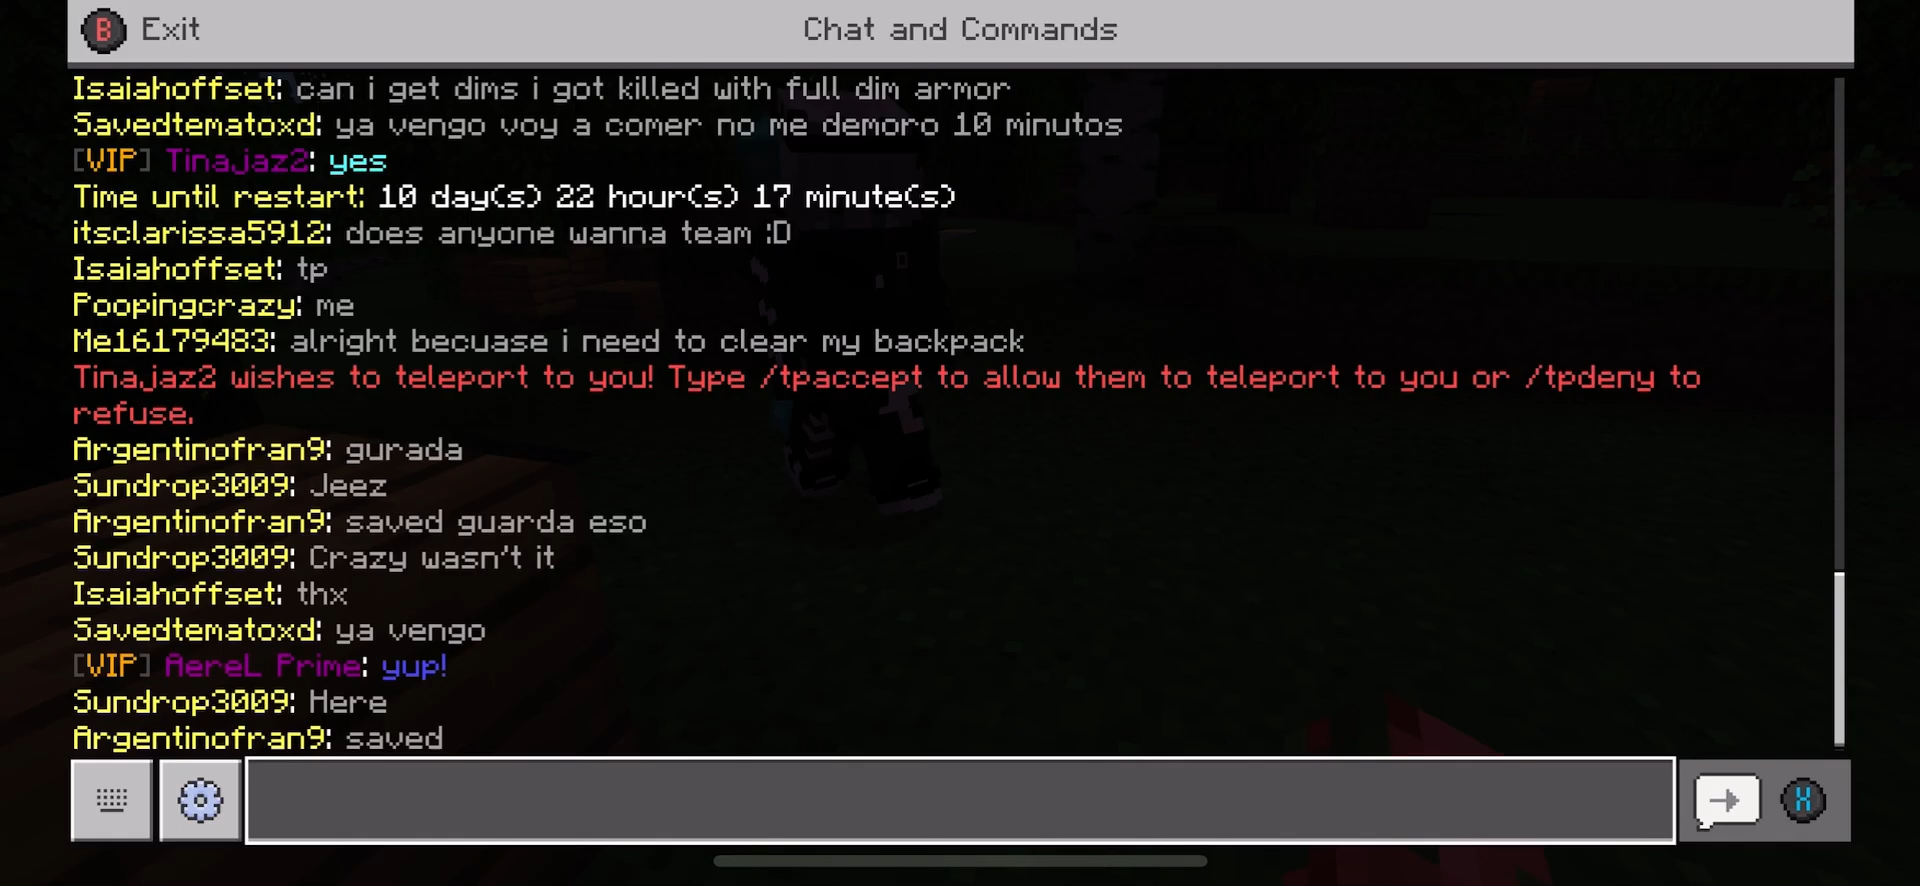 B Exit
Chat and Commands
Isaiahoffset: can i get dims i got killed with full dim armor
Savedtematoxd: ya vengo voy a comer no me demoro 10 minutos
[VIP] Tinajaz2: yes
Time until restart: 10 day(s) 22 hour(s) 17 minute(s)
itsclarissa5912: does anyone wanna team :D
Isaiahoffset: tp
Poopingcrazy: me
Me16179483: alright becuase i need to clear my backpack
Tinajaz2 wishes to teleport to you! Type /tpaccept to allow them to teleport to you or /tpdeny to
refuse.
Argentinofran9: gurada
Sundrop3009: Jeez
Argentinofran9: saved guarda eso
Sundrop3009: Crazy wasn't it
Isaiahoffset: thx
Savedtematoxd: ya vengo
[VIP] AereL Prime: yup!
Sundrop3009: Here
Argentinofran9: saved
X